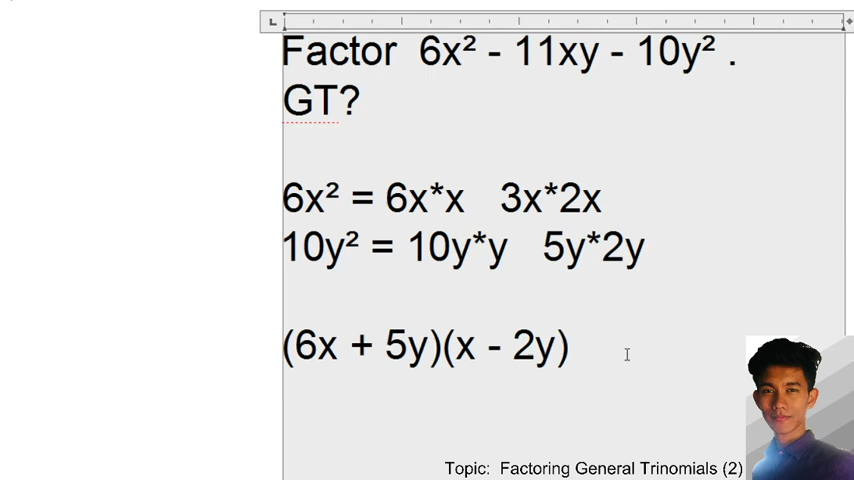 Factor 6x² - 11xy - 10y² .
GT?
6x² = 6x*x 3x*2x
10y² = 10y*y 5y*2y
(6x + 5y)(x - 2y)
Topic: Factoring General Trinomials (2)